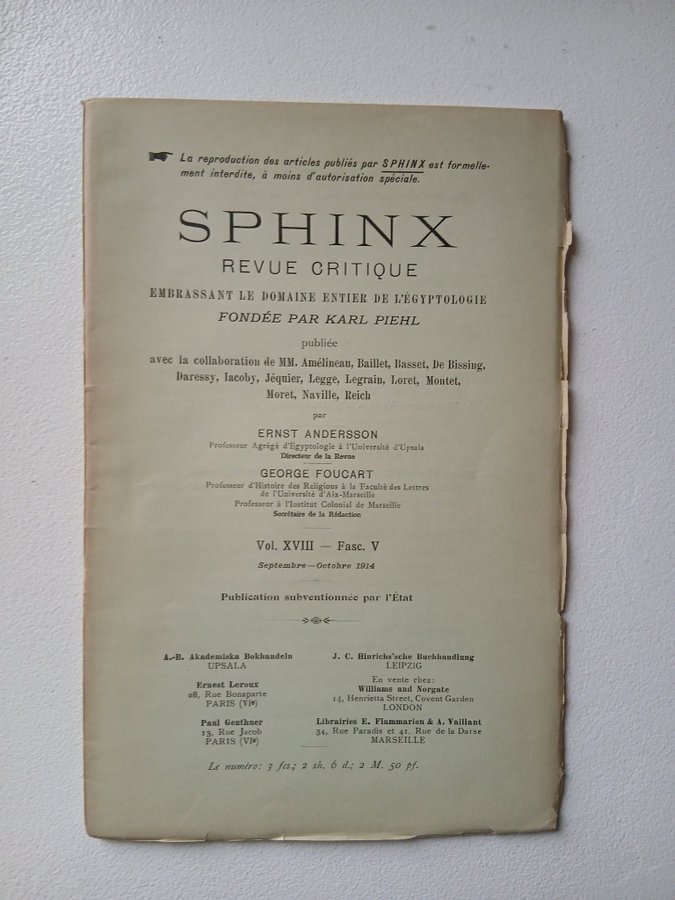 La reproduction des articles publiés par SPHINX est formelle-
ment interdite, à moins d'autorisation spéciale.
SPHINX
REVUE CRITIQUE
EMBRASSANT LE DOMAINE ENTIER DE L'ÉGYPTOLOGIE
FONDÉE PAR KARL PIEHL
publiée
avec la collaboration de MM. Amélineau, Baillet, Basset, De Bissing,
Daressy, Iacoby, Jéquier, Legge, Legrain, Loret, Montet,
Moret, Naville, Reich
par
ERNST ANDERSSON
Professeur Agrégé d'Egyptologie à l'Université d'Upsala
Directeur de la Revue
GEORGE FOUCART
Professeur d'Histoire des Religions à la Faculté des Lettres
de l'Université d'Aix-Marseille
Professeur à l'Institut Colonial de Marseille
Secrétaire de la Rédaction
Vol. XVIII — Fasc. V
Septembre—Octobre 1914
Publication subventionnée par l'État
A.-B. Akademiska Bokhandeln
UPSALA
Ernest Leroux
28, Rue Bonaparte
PARIS (VIe)
Paul Geuthner
13, Rue Jacob
PARIS (VIe)
J. C. Hinrichs'sche Buchhandlung
LEIPZIG
En vente chez:
Williams and Norgate
14, Henrietta Street, Covent Garden
LONDON
Librairies E. Flammarion & A. Vaillant
34, Rue Paradis et 41, Rue de la Darse
MARSEILLE
Le numéro: 3 fcs.; 2 sh. 6 d.; 2 M. 50 pf.